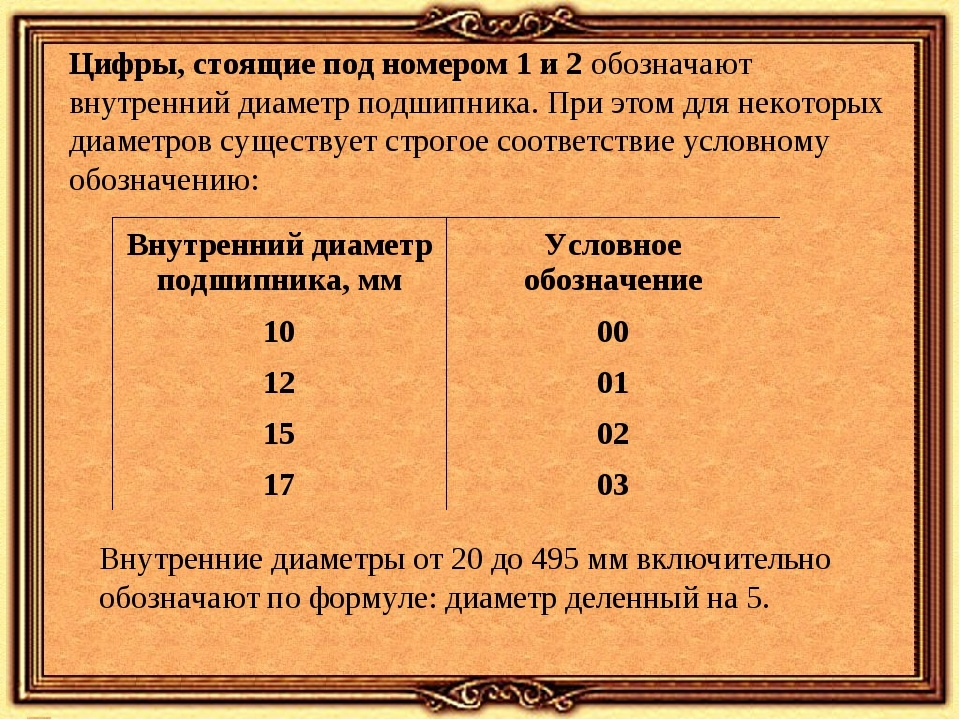 Цифры, стоящие под номером 1 и 2 обозначают
внутренний диаметр подшипника. При этом для некоторых
диаметров существует строгое соответствие условному
обозначению:
Внутренний диаметр подшипника, мм
Условное обозначение
10 00
12 01
15 02
17 03
Внутренние диаметры от 20 до 495 мм включительно
обозначают по формуле: диаметр деленный на 5.